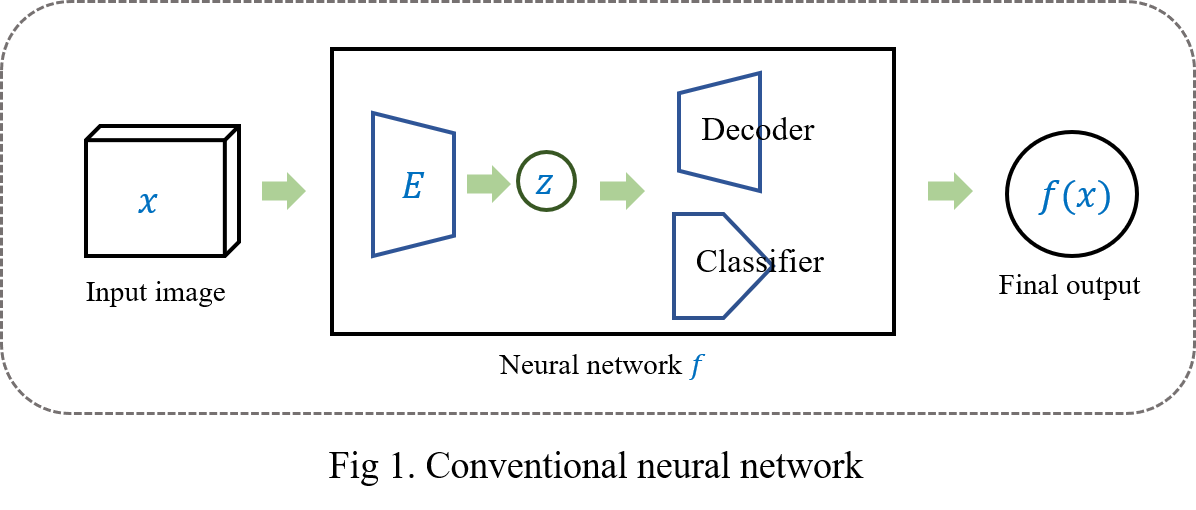 x
Input image
E
z
Decoder
Classifier
Neural network f
f(x)
Final output
Fig 1. Conventional neural network